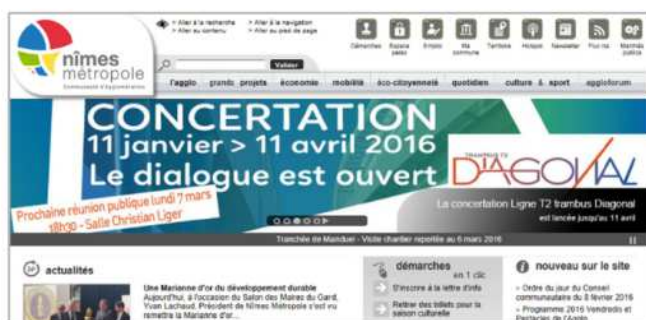 > Aller à la recherche > Aller à la navigation
> Aller au contenu > Aller au pied de page
nîmes
métropole
Communauté d'Agglomération
Valider
Démarches Espace presse Emploi Ma commune Territoire Hotspot Newsletter Flux rss Marchés publics
l'agglo grands projets économie mobilité éco-citoyenneté quotidien culture & sport aggloforum
CONCERTATION
11 janvier > 11 avril 2016
Le dialogue est ouvert
TRAMBUS T2
DIAGONAL
Prochaine réunion publique lundi 7 mars
18h30 - Salle Christian Liger
La concertation Ligne T2 trambus Diagonal
est lancée jusqu'au 11 avril
Tranchée de Manduel - Visite chantier reportée au 6 mars 2016
actualités
Une Marianne d'or du développement durable
Aujourd'hui, à l'occasion du Salon des Maires du Gard,
Yvan Lachaud, Président de Nîmes Métropole s'est vu
remettre la Marianne d'or...
démarches
en 1 clic
S'inscrire à la lettre d'info
Retirer des billets pour la
saison culturelle
nouveau sur le site
» Ordre du jour du Conseil
communautaire du 8 février 2016
» Programme 2016 Vendredis et
Spectacles de l'Agglo